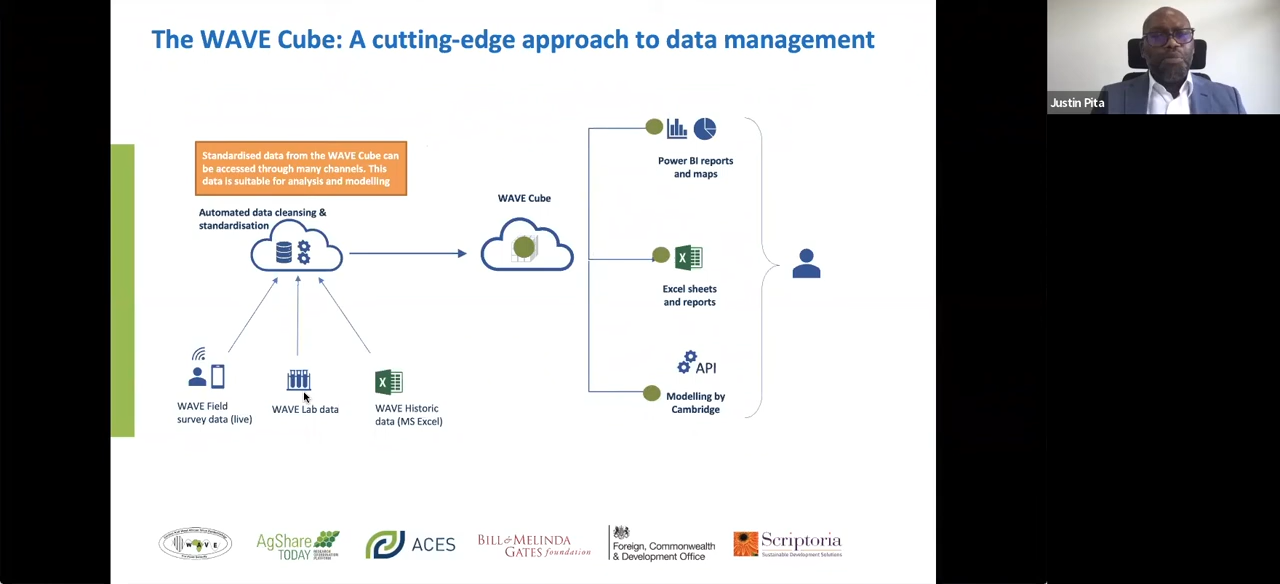 The WAVE Cube: A cutting-edge approach to data management
Justin Pita
Standardised data from the WAVE Cube can
be accessed through many channels. This
data is suitable for analysis and modelling
Automated data cleansing &
standardisation
WAVE Cube
Power BI reports
and maps
Excel sheets
and reports
API
Modelling by
Cambridge
WAVE Field
survey data (live)
WAVE Lab data
WAVE Historic
data (MS Excel)
WAVE
AgShare
TODAY
ACES
BILL & MELINDA
GATES foundation
Foreign, Commonwealth
& Development Office
Scriptoria
Sustainable Development Solutions